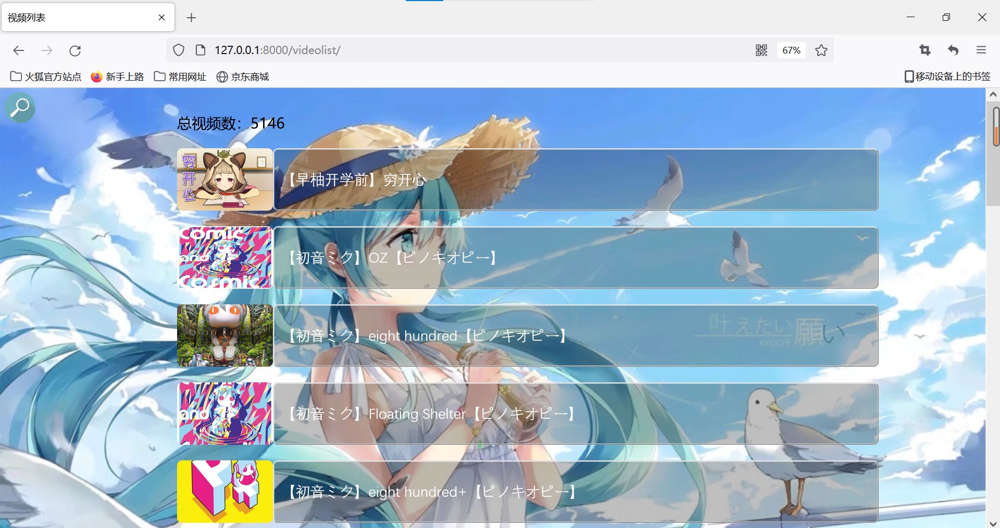 视频列表
127.0.0.1:8000/videolist/
67%
火狐官方站点
新手上路
常用网址
京东商城
移动设备上的书签
总视频数：5146
穷开心
【早柚开学前】穷开心
Comic
and
Cosmic
【初音ミク】OZ【ピノキオピー】
【初音ミク】eight hundred【ピノキオピー】
叶えたい願い
and
【初音ミク】Floating Shelter【ピノキオピー】
【初音ミク】eight hundred+【ピノキオピー】